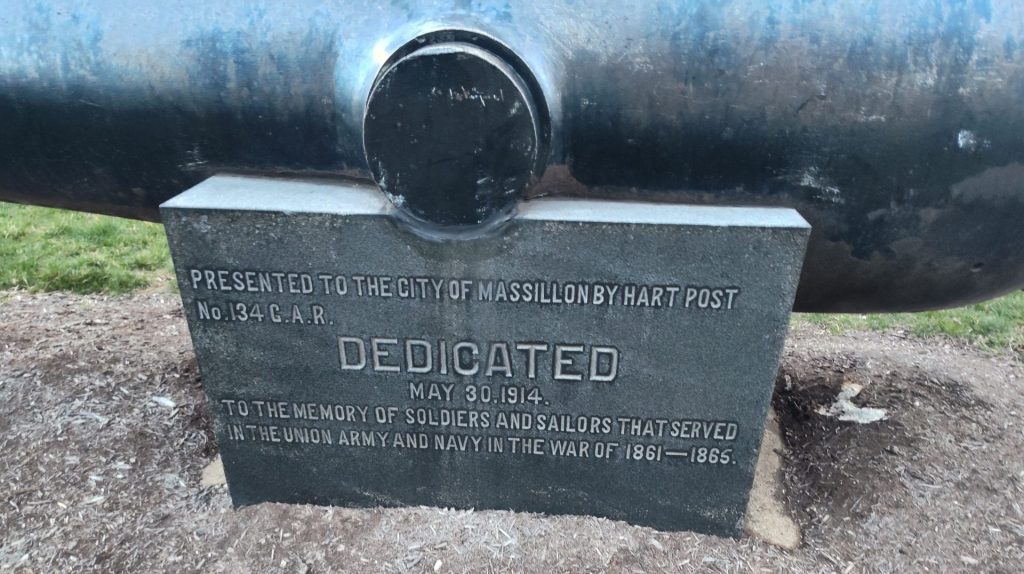 PRESENTED TO THE CITY OF MASSILLON BY HART POST
No. 134 G.A.R.
DEDICATED
MAY 30.1914.
TO THE MEMORY OF SOLDIERS AND SAILORS THAT SERVED
IN THE UNION ARMY AND NAVY IN THE WAR OF 1861—1865.